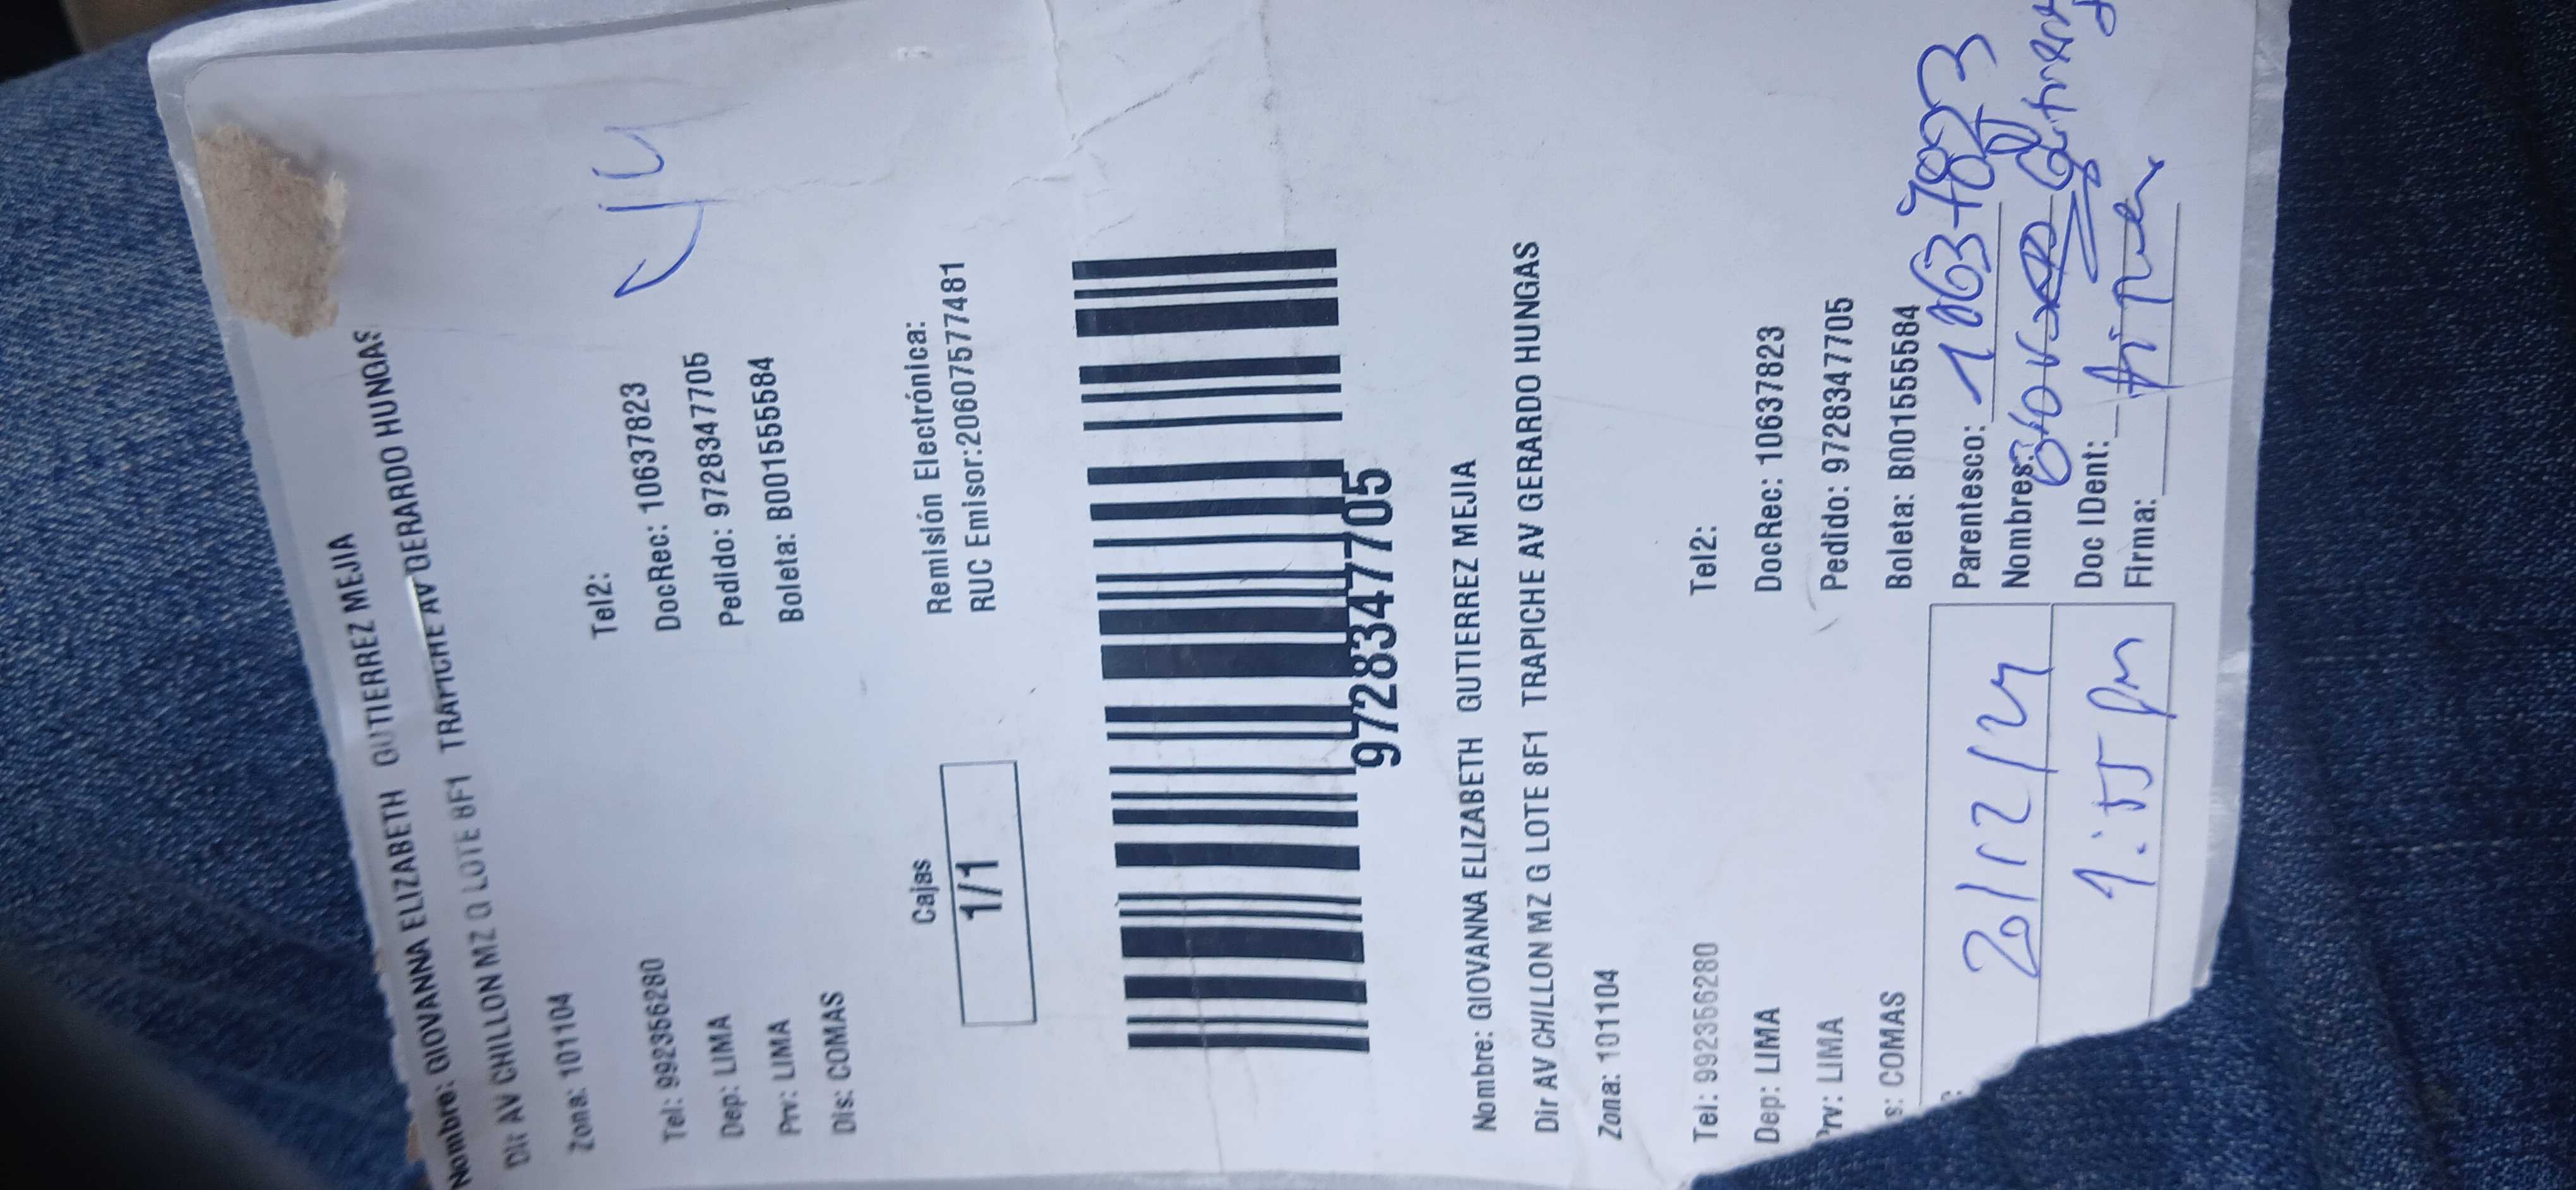 Nombre: GIOVANNA ELIZABETH GUTIERREZ MEJIA
Dir AV CHILLON MZ G LOTE 8F1 TRAPICHE AV GERARDO HUNGAS
Zona: 101104
Tel: 992356280 Tel2:
Dep: LIMA DocRec: 10637823
Prv: LIMA Pedido: 9728347705
Dis: COMAS Boleta: B001555584
Cajas
1/1
Remisión Electrónica:
RUC Emisor:20607577481
9728347705
Nombre: GIOVANNA ELIZABETH GUTIERREZ MEJIA
Dir AV CHILLON MZ G LOTE 8F1 TRAPICHE AV GERARDO HUNGAS
Zona: 101104
Tel: 992356280 Tel2:
Dep: LIMA DocRec: 10637823
Prv: LIMA Pedido: 9728347705
s: COMAS Boleta: B001555584
20/12/24 Parentesco: 10637823
Nombres:
1:55 pm Doc IDent:
Firma: